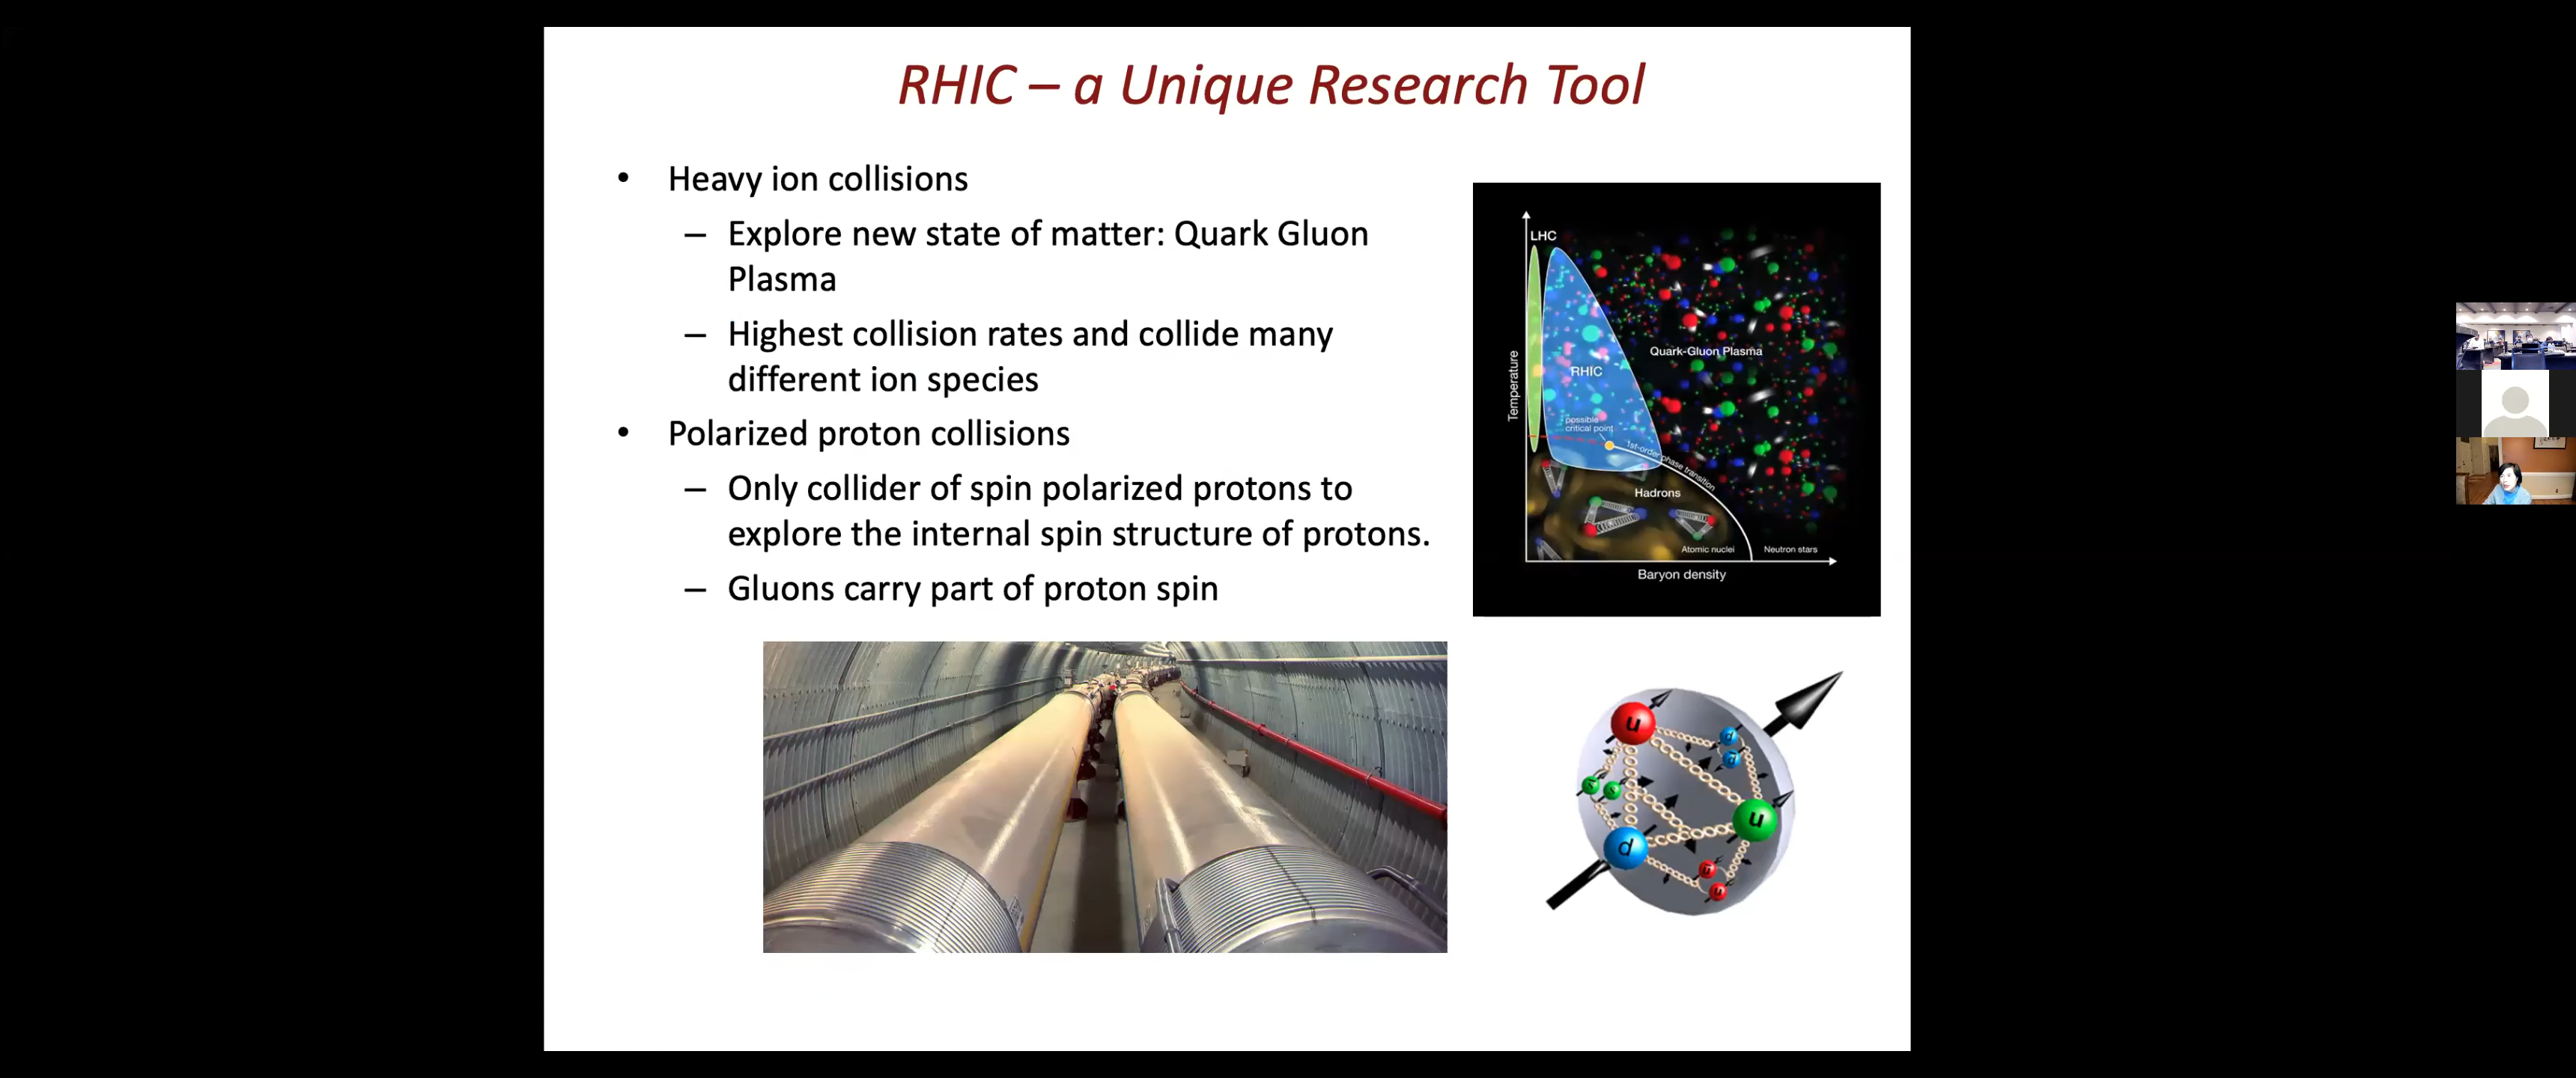 RHIC – a Unique Research Tool
• Heavy ion collisions
– Explore new state of matter: Quark Gluon
Plasma
– Highest collision rates and collide many
different ion species
• Polarized proton collisions
– Only collider of spin polarized protons to
explore the internal spin structure of protons.
– Gluons carry part of proton spin
LHC
Temperature
Quark-Gluon Plasma
RHIC
possible
critical point
1st-order phase transition
Hadrons
Atomic nuclei
Neutron stars
Baryon density
u
d
u
d